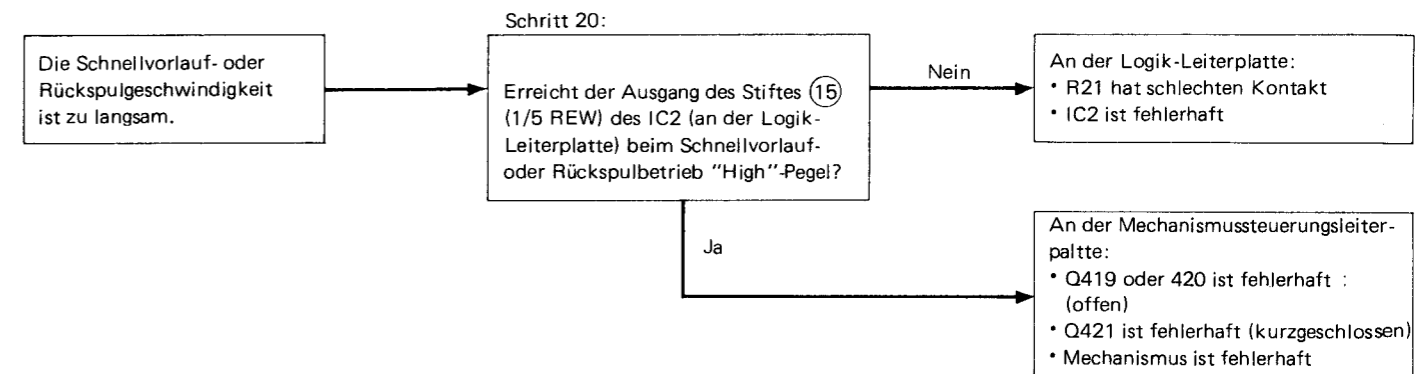 Schritt 20:
Die Schnellvorlauf- oder
Rückspulgeschwindigkeit
ist zu langsam.
Erreicht der Ausgang des Stiftes ⑮
(1/5 REW) des IC2 (an der Logik-
Leiterplatte) beim Schnellvorlauf-
oder Rückspulbetrieb "High"-Pegel?
Nein
An der Logik-Leiterplatte:
• R21 hat schlechten Kontakt
• IC2 ist fehlerhaft
Ja
An der Mechanismussteuerungsleiter-
paltte:
• Q419 oder 420 ist fehlerhaft :
(offen)
• Q421 ist fehlerhaft (kurzgeschlossen)
• Mechanismus ist fehlerhaft